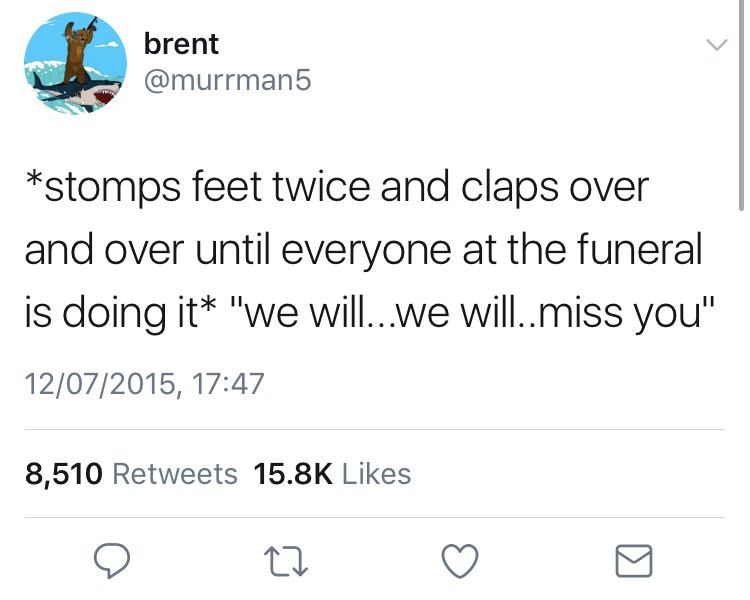 brent
@murrman5
*stomps feet twice and claps over
and over until everyone at the funeral
is doing it* "we will...we will..miss you"
12/07/2015, 17:47
8,510 Retweets 15.8K Likes